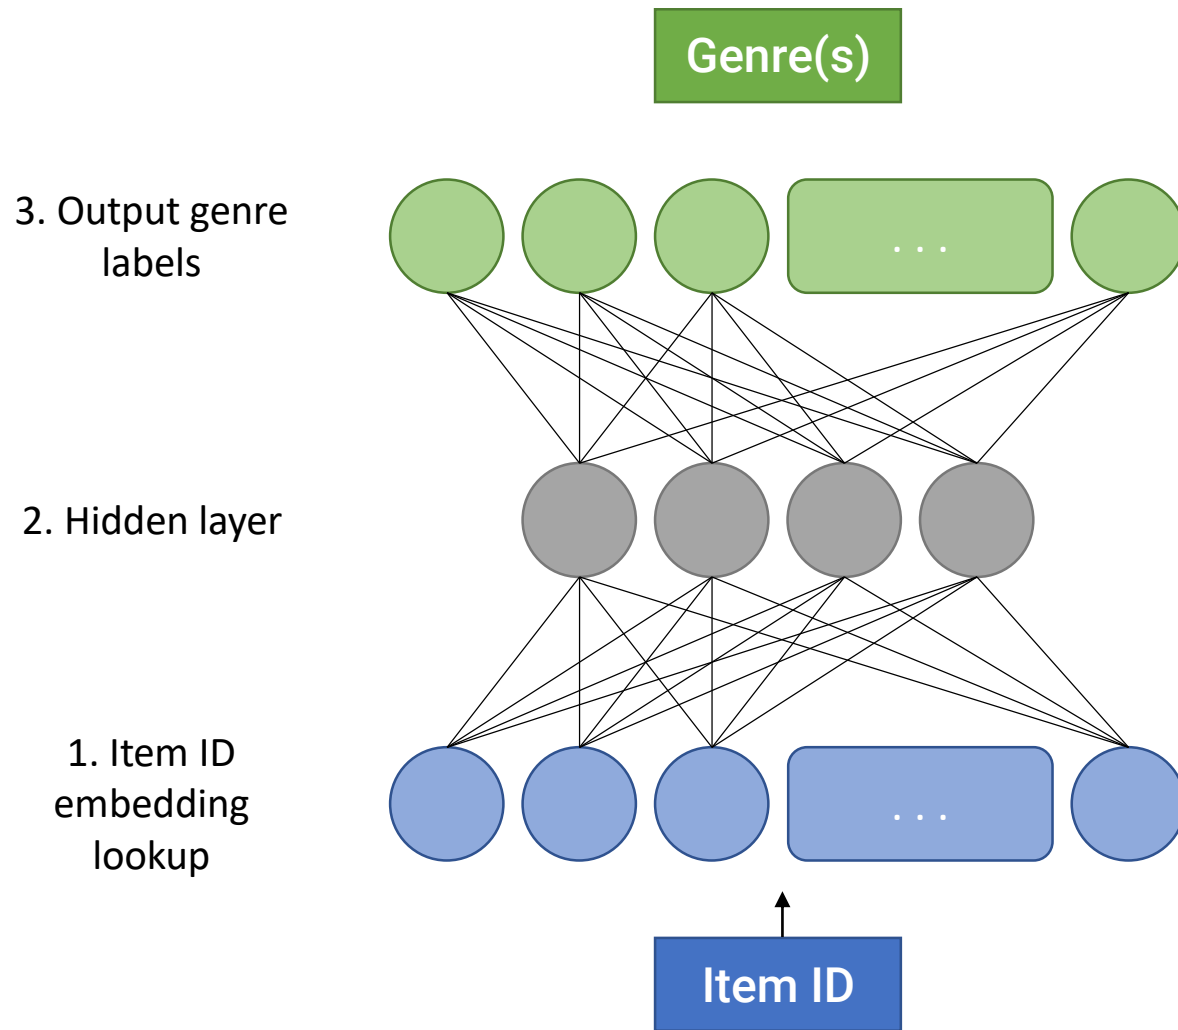 Genre(s)
3. Output genre
labels
. . .
2. Hidden layer
1. Item ID
embedding
lookup
. . .
Item ID